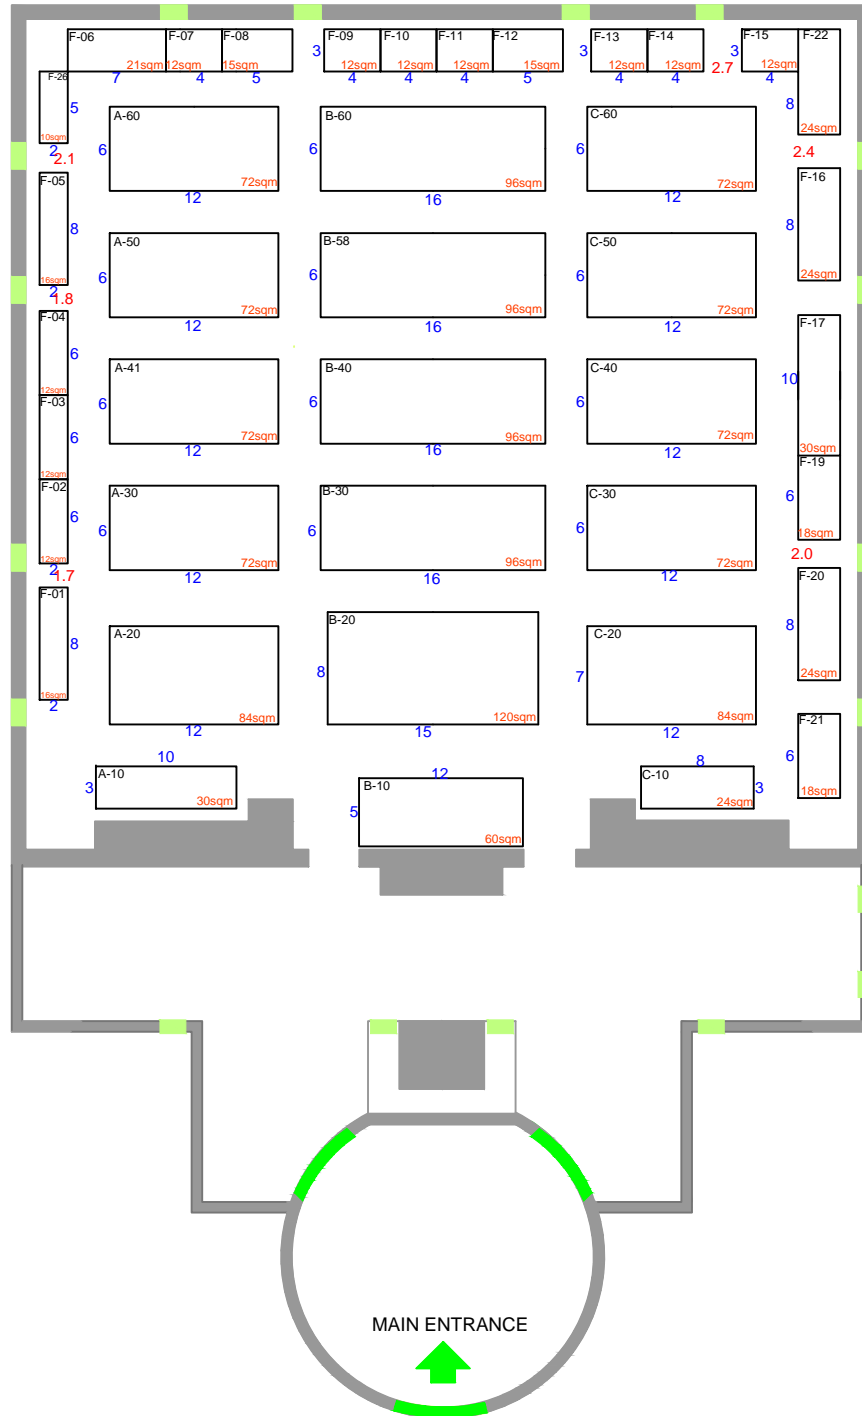 F-06 F-07 F-08 F-09 F-10 F-11 F-12 F-13 F-14 F-15 F-22
3 3
21sqm 12sqm 15sqm 12sqm 12sqm 12sqm 15sqm 12sqm 12sqm 2.7 12sqm
F-26 7 4 5 4 4 4 5 4 4 4
5 8
A-60 B-60 C-60
10sqm 24sqm
2 6 6 6 2.4
2.1
F-05 72sqm 96sqm 72sqm F-16
12 16 12
8 8
A-50 B-58 C-50
16sqm 6 6 6 24sqm
2
1.8
F-04 72sqm 96sqm 72sqm F-17
12 16 12
6
A-41 B-40 C-40
12sqm 10
F-03 6 6 6
6 72sqm 96sqm 72sqm 30sqm
12 16 12
12sqm F-19
F-02 A-30 B-30 C-30
6 6 6 6 6
12sqm 72sqm 96sqm 72sqm 18sqm
2 2.0
1.7 12 16 12
F-01 F-20
B-20
8 A-20 C-20 8
8 7
16sqm 24sqm
2 84sqm 120sqm 84sqm F-21
12 15 12
10 8 6
A-10 12 C-10
3 B-10 3
30sqm 24sqm 18sqm
5
60sqm
MAIN ENTRANCE